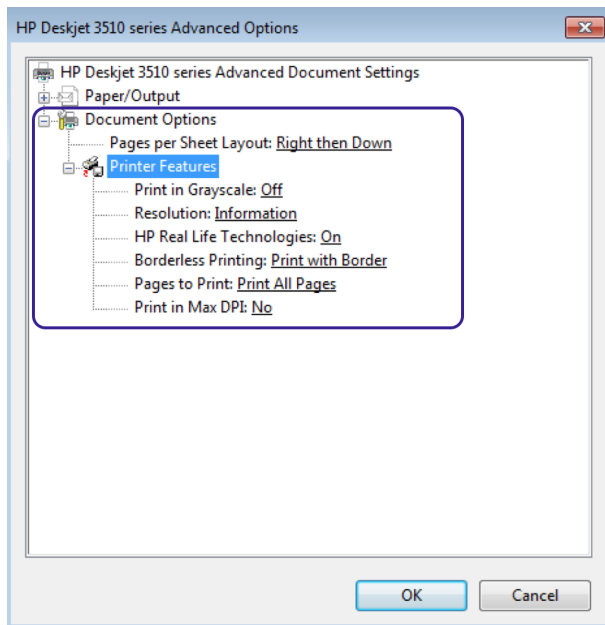 HP Deskjet 3510 series Advanced Options
HP Deskjet 3510 series Advanced Document Settings
Paper/Output
Document Options
Pages per Sheet Layout: Right then Down
Printer Features
Print in Grayscale: Off
Resolution: Information
HP Real Life Technologies: On
Borderless Printing: Print with Border
Pages to Print: Print All Pages
Print in Max DPI: No
OK Cancel